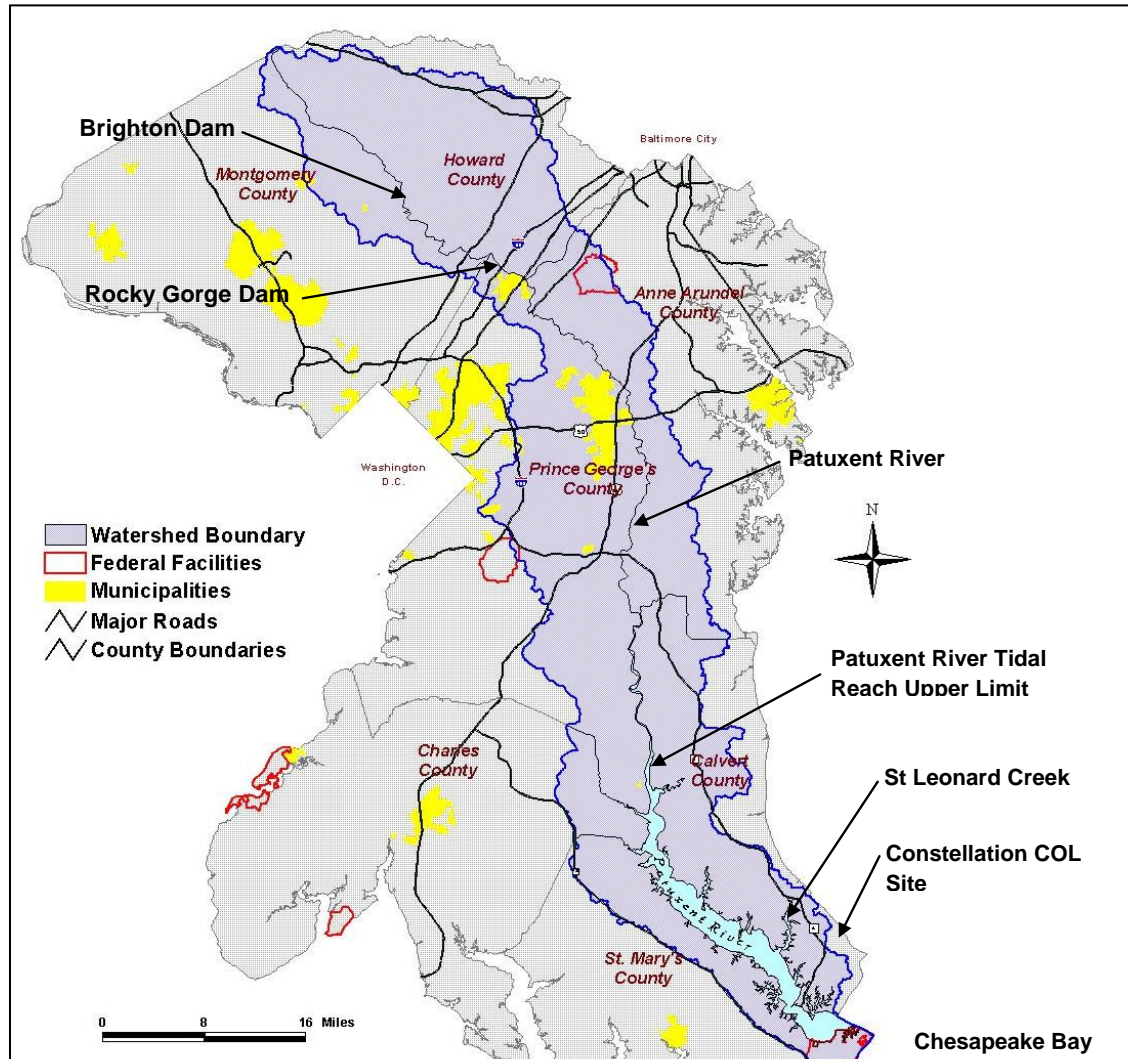 Baltimore City
Brighton Dam
Howard
County
Montgomery
County
Rocky Gorge Dam
Anne Arundel
County
50
Patuxent River
Washington
D.C.
Prince George's
County
N
Watershed Boundary
Federal Facilities
Municipalities
Major Roads
County Boundaries
Patuxent River Tidal
Reach Upper Limit
Charles
County
Calvert
County
St Leonard Creek
Constellation COL
Site
Patuxent River
St. Mary's
County
0 8 16 Miles
Chesapeake Bay